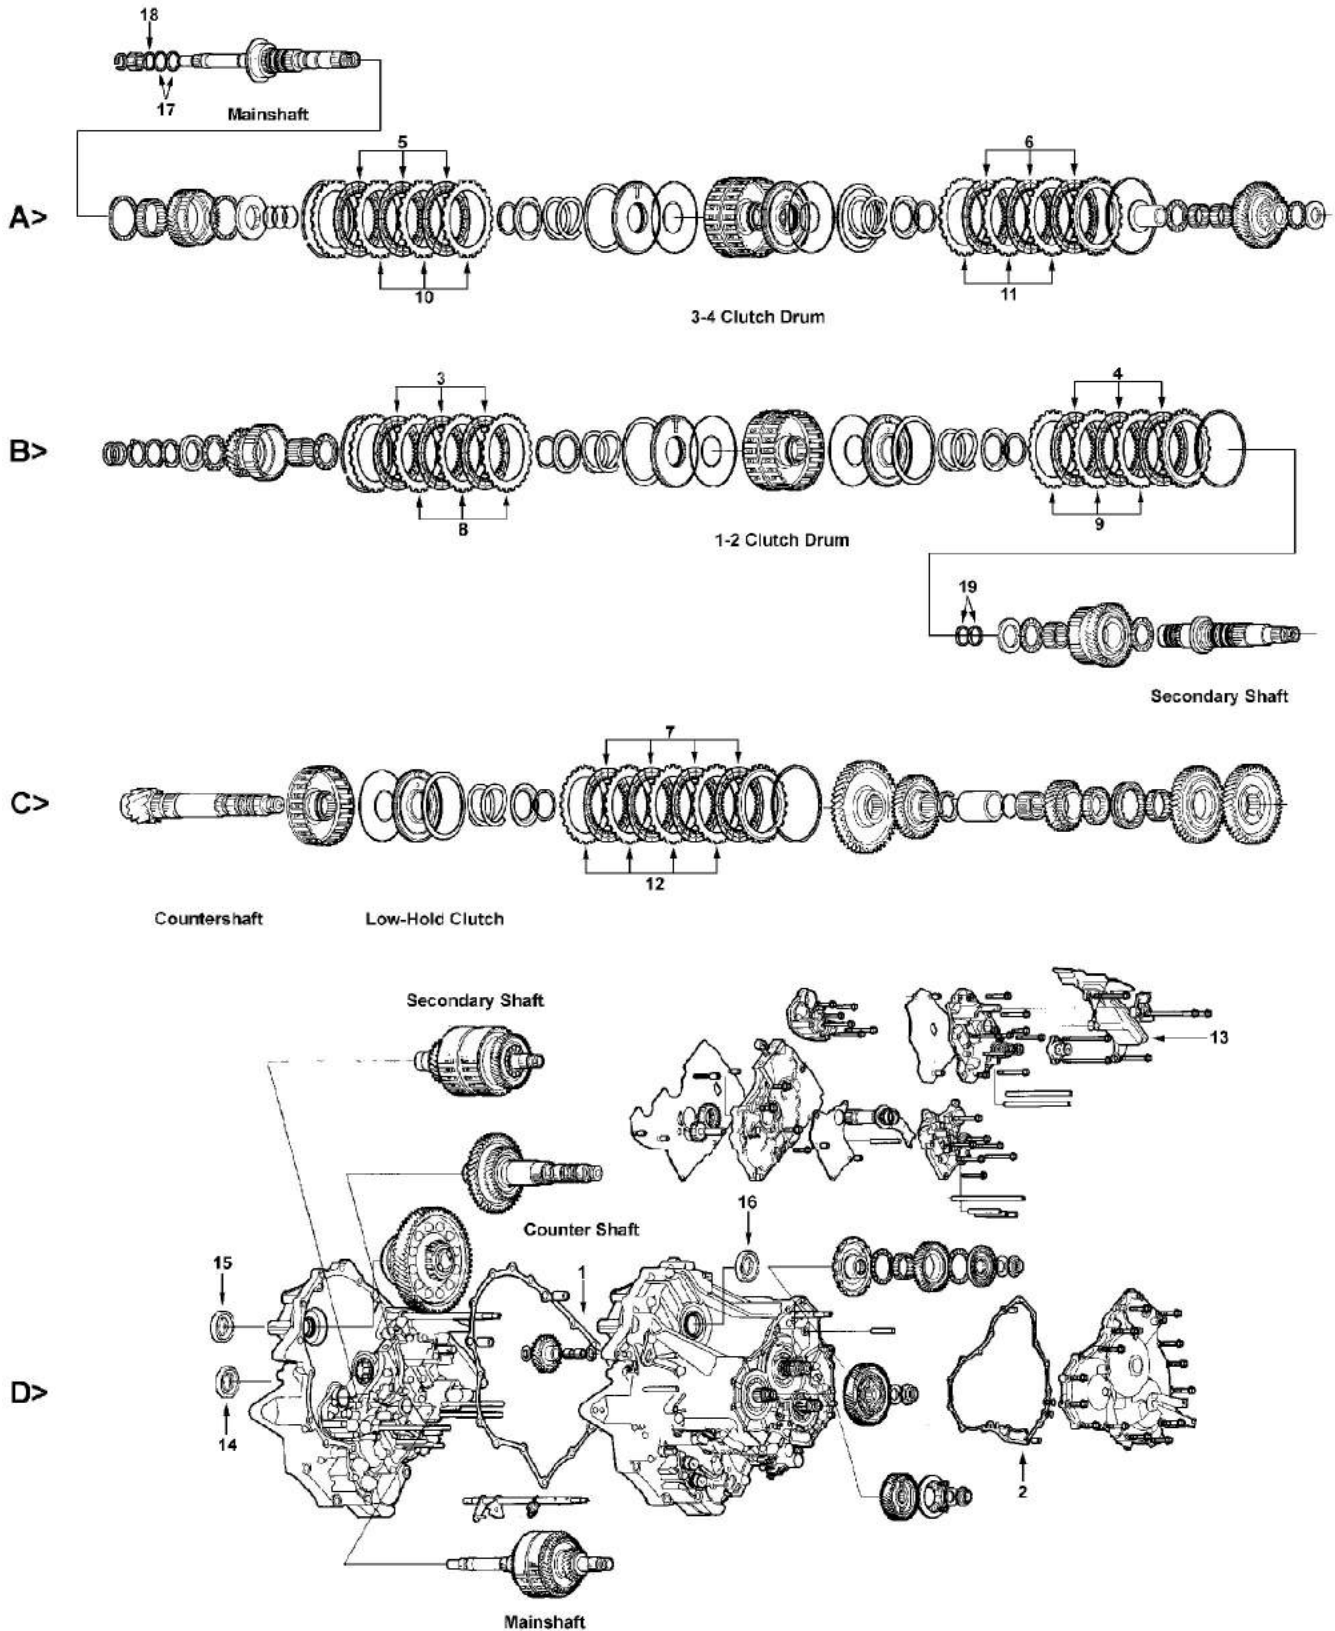 18
17
Mainshaft
5
6
A>
10
11
3-4 Clutch Drum
3
4
B>
8
9
1-2 Clutch Drum
19
Secondary Shaft
7
C>
12
Countershaft
Low-Hold Clutch
Secondary Shaft
13
Counter Shaft
16
15
1
D>
14
2
Mainshaft